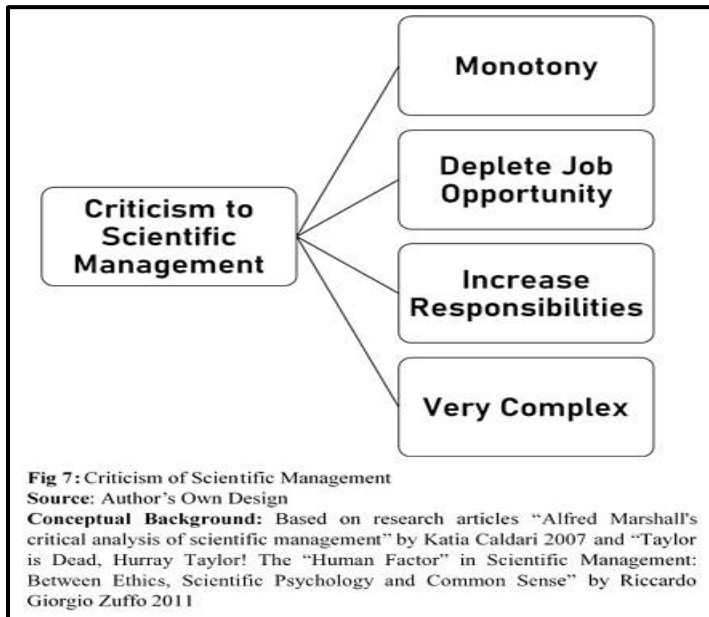 Monotony
Deplete Job
Opportunity
Criticism to
Scientific
Management
Increase
Responsibilities
Very Complex
Fig 7: Criticism of Scientific Management
Source: Author's Own Design
Conceptual Background: Based on research articles “Alfred Marshall's
critical analysis of scientific management” by Katia Caldari 2007 and “Taylor
is Dead, Hurray Taylor! The “Human Factor” in Scientific Management:
Between Ethics, Scientific Psychology and Common Sense” by Riccardo
Giorgio Zuffo 2011